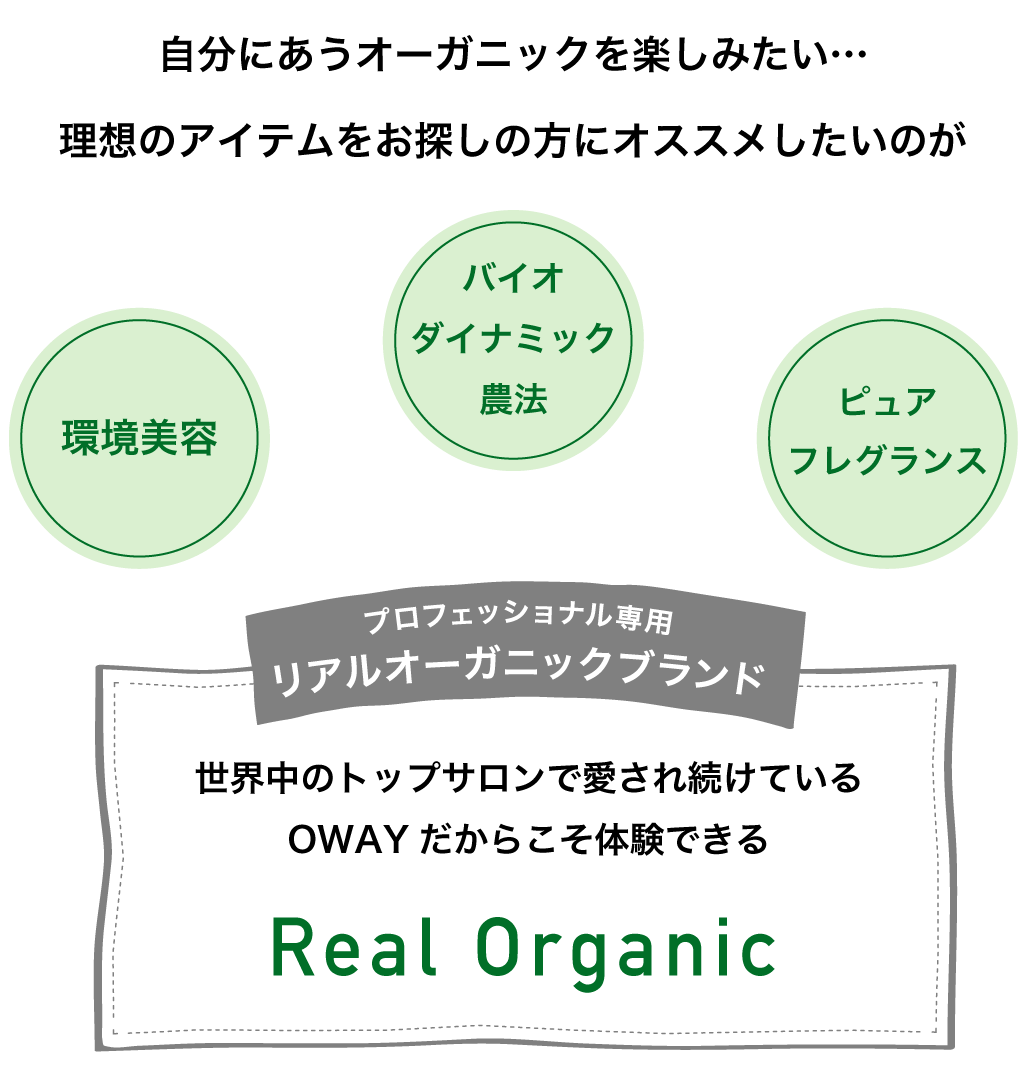 自分にあうオーガニックを楽しみたい…
理想のアイテムをお探しの方にオススメしたいのが
環境美容
バイオ
ダイナミック
農法
ピュア
フレグランス
プロフェッショナル専用
リアルオーガニックブランド
世界中のトップサロンで愛され続けている
OWAYだからこそ体験できる
Real Organic